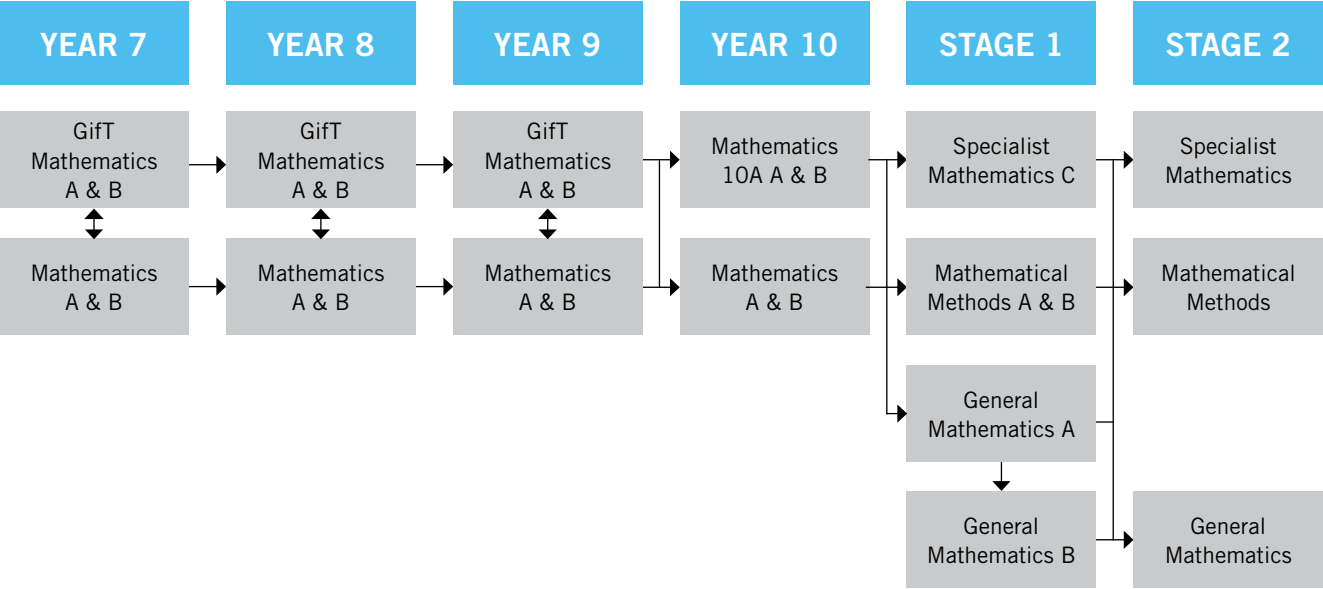 YEAR 7
YEAR 8
YEAR 9
YEAR 10
STAGE 1
STAGE 2
GifT
Mathematics
A & B
GifT
Mathematics
A & B
GifT
Mathematics
A & B
Mathematics
10A A & B
Specialist
Mathematics C
Specialist
Mathematics
Mathematics
A & B
Mathematics
A & B
Mathematics
A & B
Mathematics
A & B
Mathematical
Methods A & B
Mathematical
Methods
General
Mathematics A
General
Mathematics B
General
Mathematics